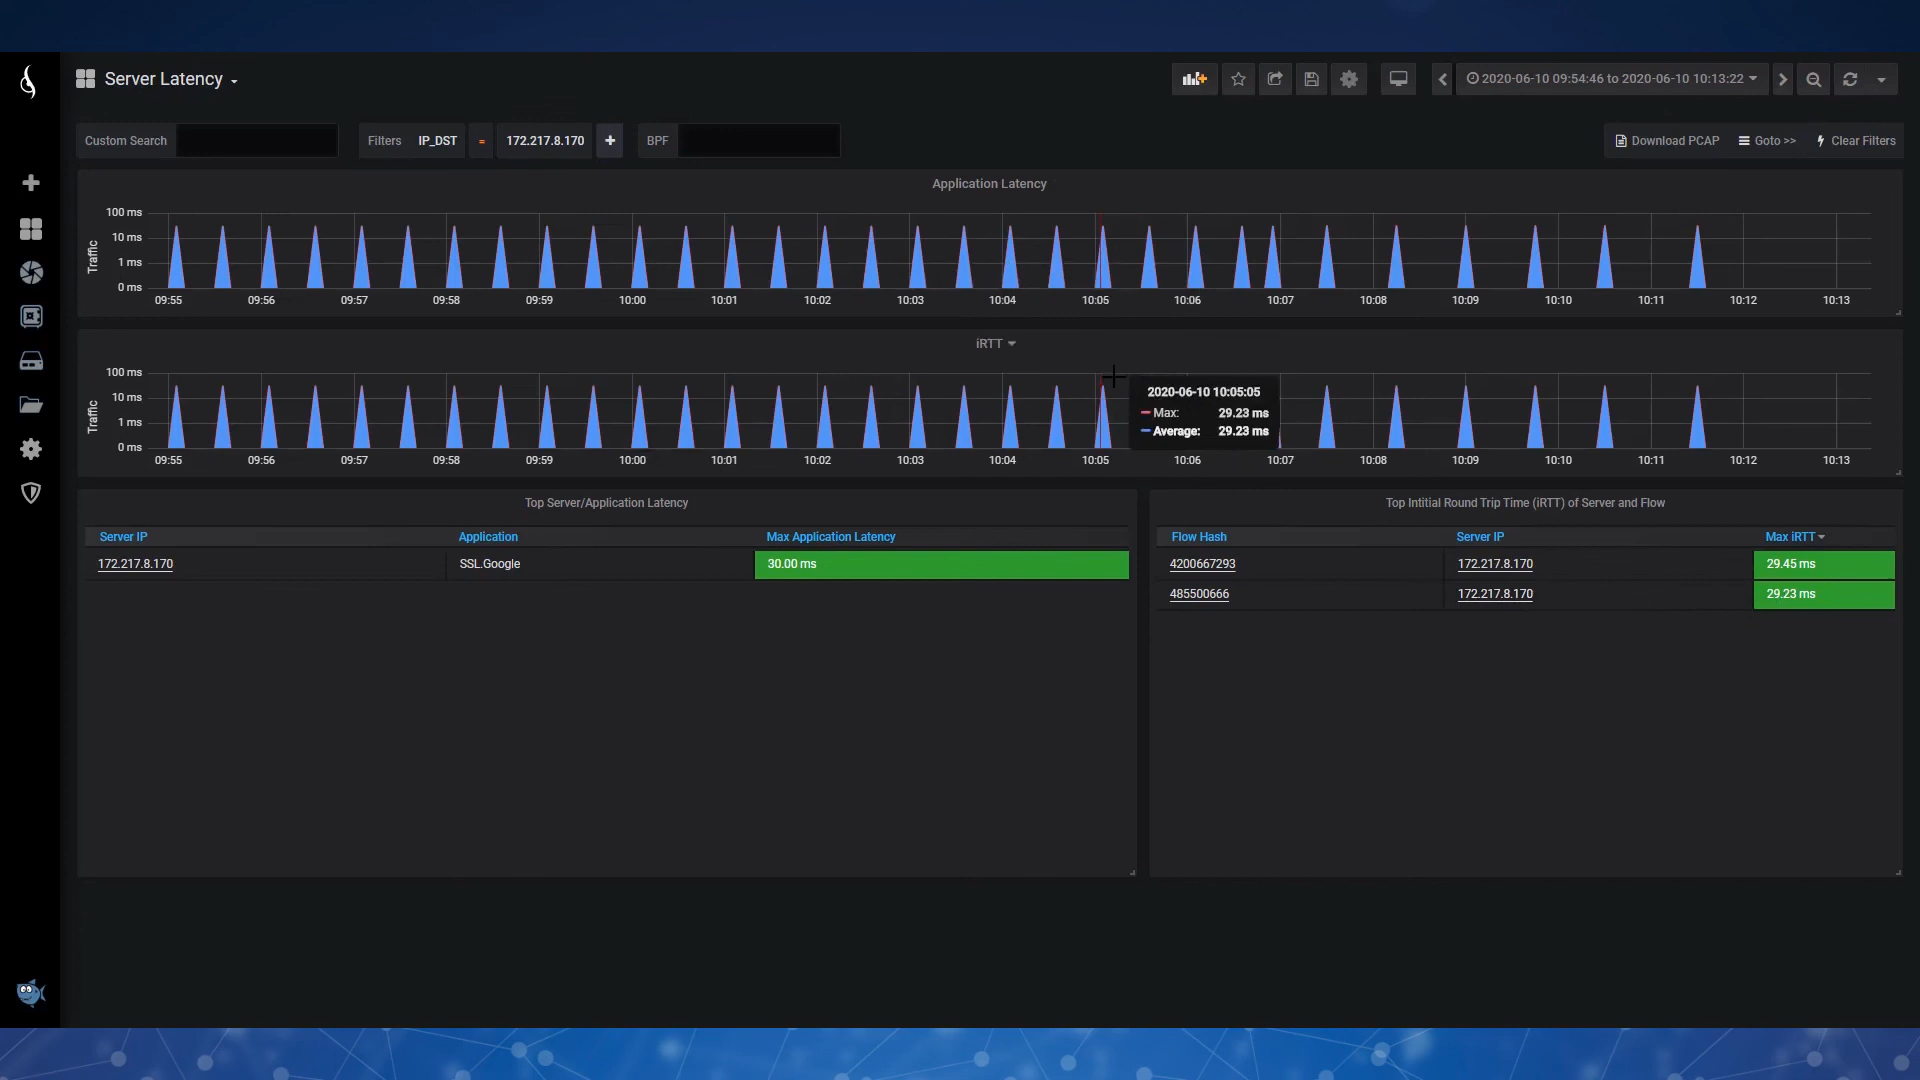 Server Latency
2020-06-10 09:54:46 to 2020-06-10 10:13:22
Custom Search
Filters IP_DST = 172.217.8.170
BPF
Download PCAP
Goto >>
Clear Filters
Application Latency
Traffic
100 ms
10 ms
1 ms
0 ms
09:55 09:56 09:57 09:58 09:59 10:00 10:01 10:02 10:03 10:04 10:05 10:06 10:07 10:08 10:09 10:10 10:11 10:12 10:13
iRTT
Traffic
100 ms
10 ms
1 ms
0 ms
2020-06-10 10:05:05
Max: 29.23 ms
Average: 29.23 ms
09:55 09:56 09:57 09:58 09:59 10:00 10:01 10:02 10:03 10:04 10:05 10:06 10:07 10:08 10:09 10:10 10:11 10:12 10:13
Top Server/Application Latency
Server IP Application Max Application Latency
172.217.8.170 SSL.Google 30.00 ms
Top Intitial Round Trip Time (iRTT) of Server and Flow
Flow Hash Server IP Max iRTT
4200667293 172.217.8.170 29.45 ms
485500666 172.217.8.170 29.23 ms